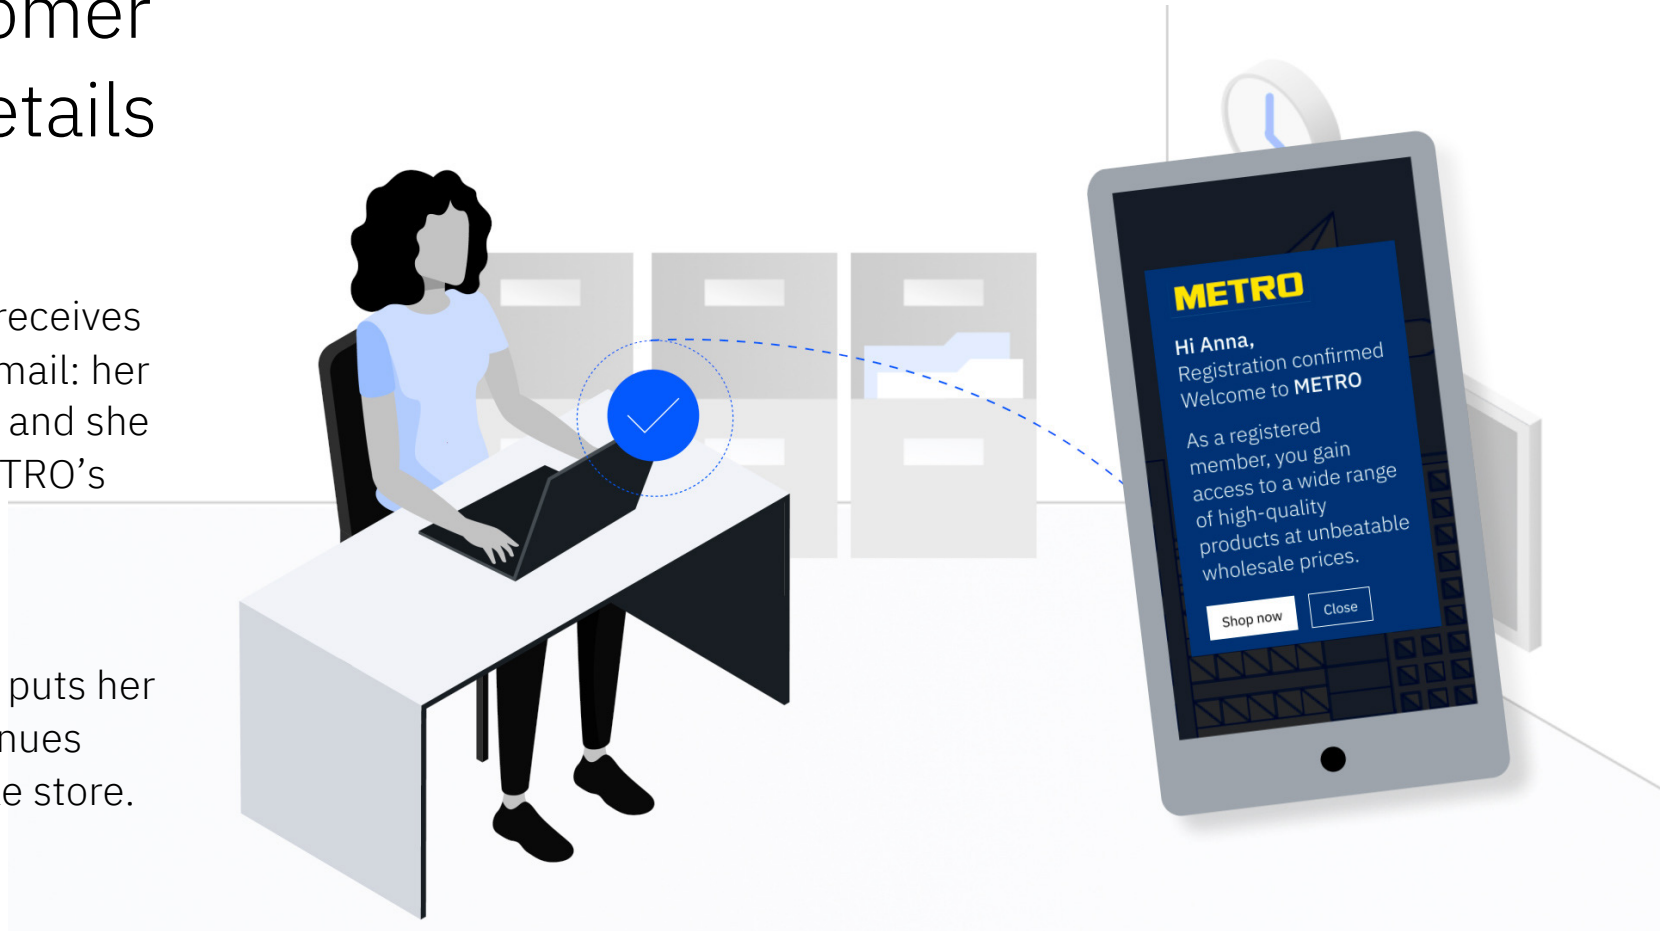 omer
etails
receives
mail: her
and she
TRO's
puts her
nues
e store.
METRO
Hi Anna,
Registration confirmed
Welcome to METRO
As a registered
member, you gain
access to a wide range
of high-quality
products at unbeatable
wholesale prices.
Shop now
Close